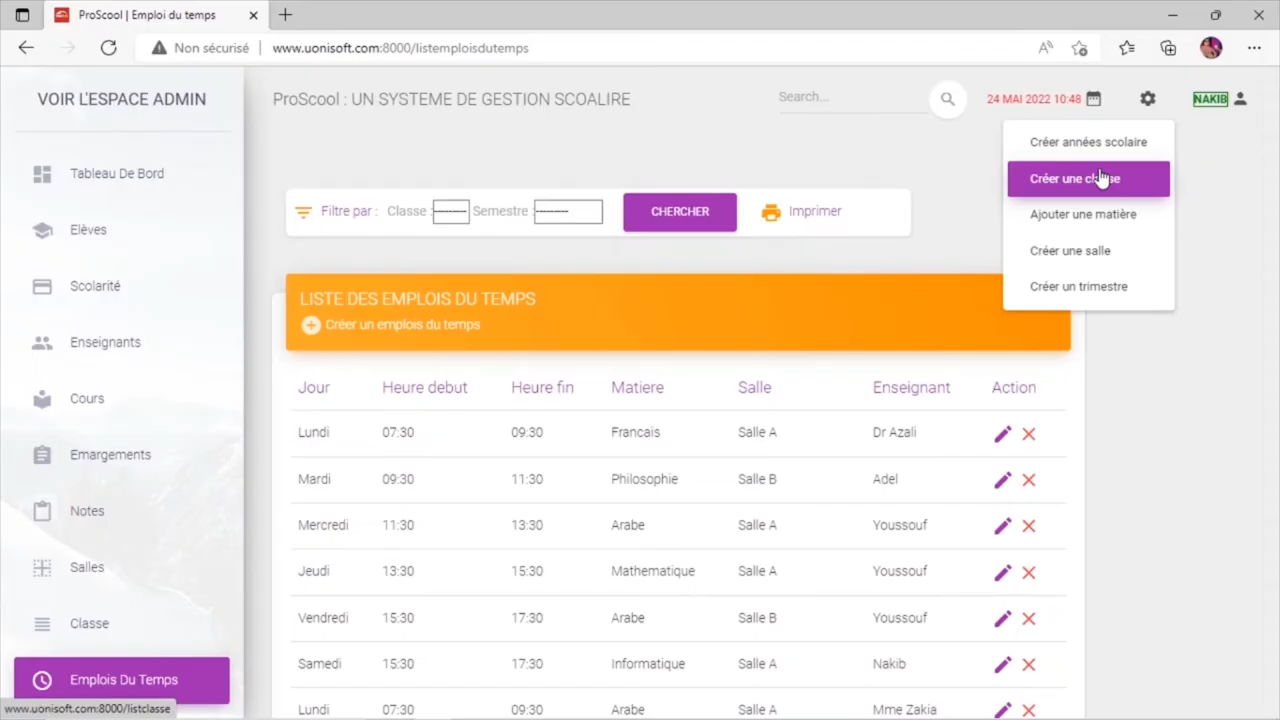 ProScool | Emploi du temps
Non sécurisé
www.uonisoft.com:8000/listemploisdutemps
VOIR L'ESPACE ADMIN
ProScool : UN SYSTEME DE GESTION SCOALIRE
Search...
24 MAI 2022 10:48
NAKIB
Créer années scolaire
Créer une classe
Ajouter une matière
Créer une salle
Créer un trimestre
Tableau De Bord
Elèves
Scolarité
Enseignants
Cours
Emargements
Notes
Salles
Classe
Emplois Du Temps
Filtre par : Classe :--------- Semestre :---------
CHERCHER
Imprimer
LISTE DES EMPLOIS DU TEMPS
Créer un emplois du temps
Jour Heure debut Heure fin Matiere Salle Enseignant Action
Lundi 07:30 09:30 Francais Salle A Dr Azali
Mardi 09:30 11:30 Philosophie Salle B Adel
Mercredi 11:30 13:30 Arabe Salle A Youssouf
Jeudi 13:30 15:30 Mathematique Salle A Youssouf
Vendredi 15:30 17:30 Arabe Salle B Youssouf
Samedi 15:30 17:30 Informatique Salle A Nakib
Lundi 07:30 09:30 Arabe Salle A Mme Zakia
www.uonisoft.com:8000/listclasse